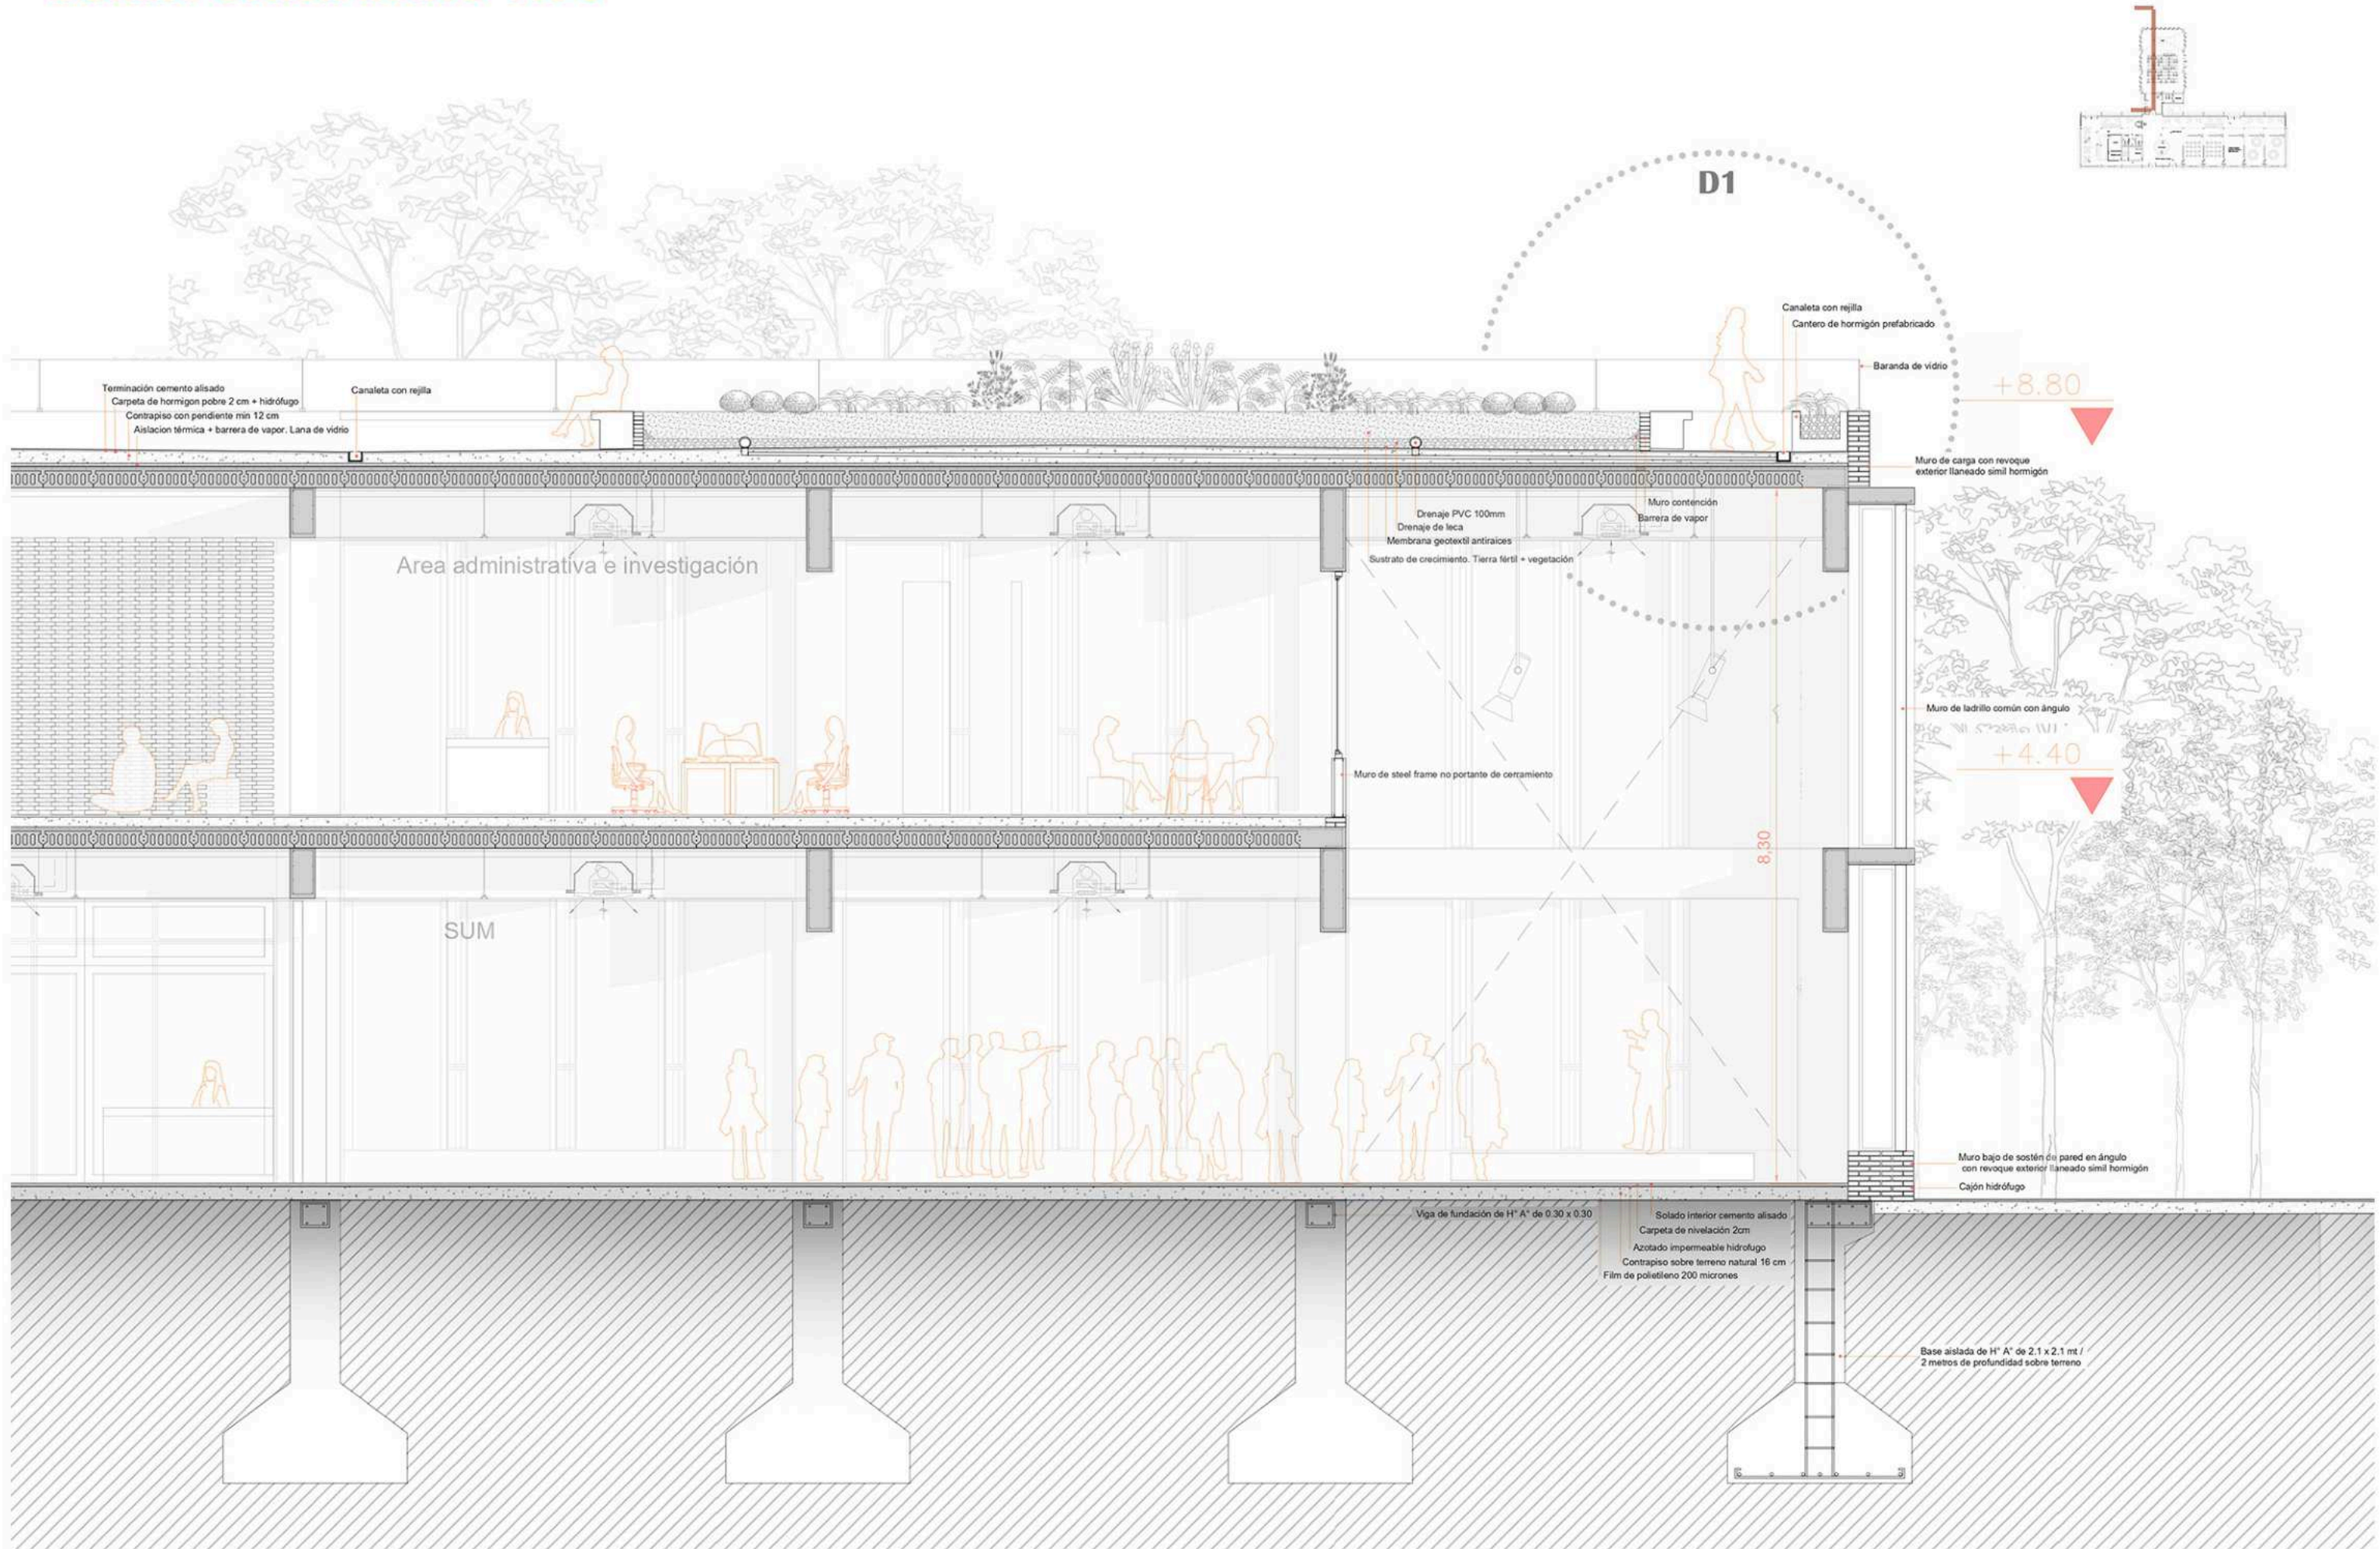 D1
Canaleta con rejilla
Cantero de hormigón prefabricado
Baranda de vidrio
+8.80
Terminación cemento alisado
Carpeta de hormigon pobre 2 cm + hidrófugo
Contrapiso con pendiente min 12 cm
Aislacion térmica + barrera de vapor. Lana de vidrio
Canaleta con rejilla
Muro de carga con revoque
exterior llaneado simil hormigón
Muro contención
Barrera de vapor
Drenaje PVC 100mm
Drenaje de leca
Membrana geotextil antiraices
Sustrato de crecimiento. Tierra fértil + vegetación
Area administrativa e investigación
Muro de ladrillo común con ángulo
+4.40
Muro de steel frame no portante de cerramiento
8,30
SUM
Muro bajo de sostén de pared en ángulo
con revoque exterior llaneado simil hormigón
Cajón hidrófugo
Viga de fundación de H° A° de 0.30 x 0.30
Solado interior cemento alisado
Carpeta de nivelación 2cm
Azotado impermeable hidrofugo
Contrapiso sobre terreno natural 16 cm
Film de polietileno 200 micrones
Base aislada de H° A° de 2.1 x 2.1 mt /
2 metros de profundidad sobre terreno